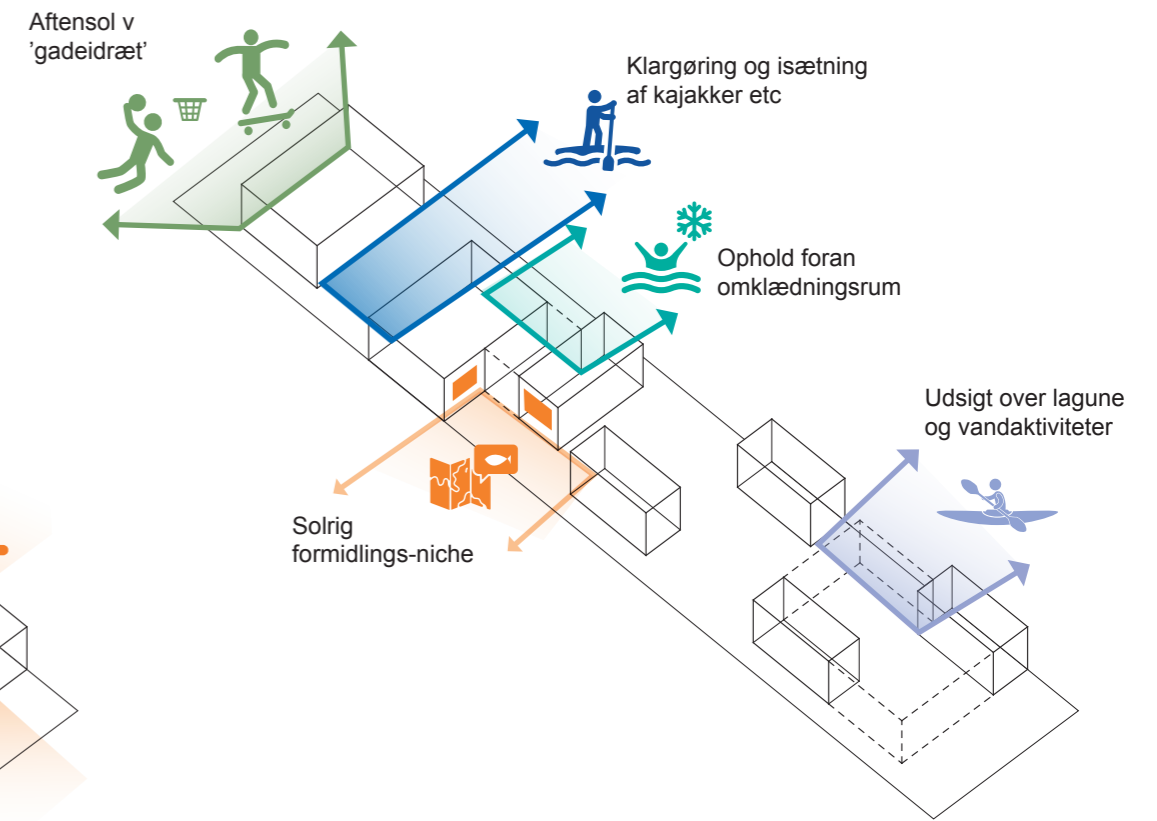 Aftensol v
'gadeidræt'
Klargøring og isætning
af kajakker etc
Ophold foran
omklædningsrum
Udsigt over lagune
og vandaktiviteter
Solrig
formidlings-niche